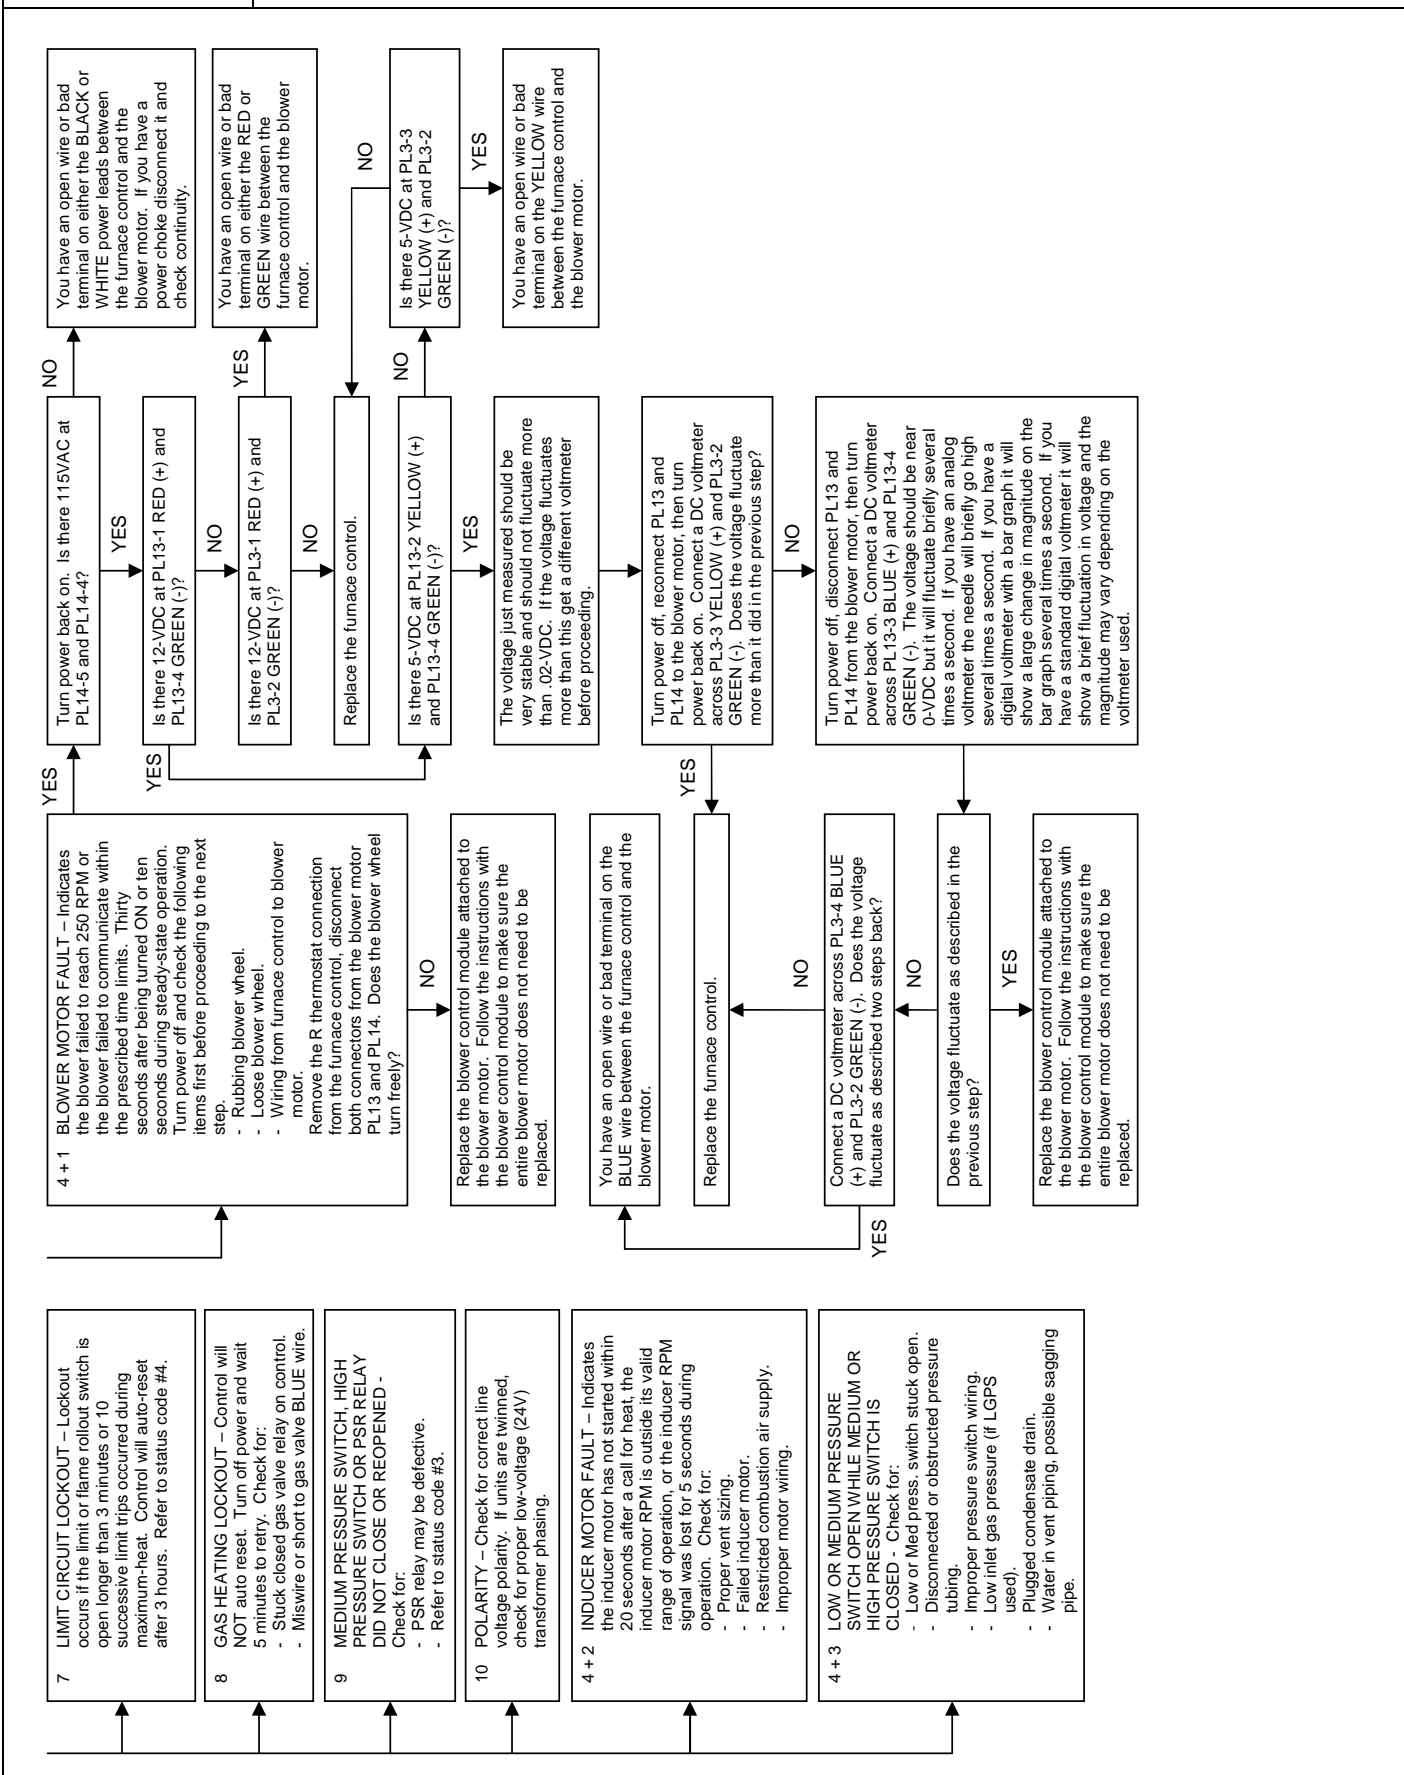 7 LIMIT CIRCUIT LOCKOUT – Lockout
occurs if the limit or flame rollout switch is
open longer than 3 minutes or 10
successive limit trips occurred during
maximum-heat. Control will auto-reset
after 3 hours. Refer to status code #4.
8 GAS HEATING LOCKOUT – Control will
NOT auto reset. Turn off power and wait
5 minutes to retry. Check for:
- Stuck closed gas valve relay on control.
- Miswire or short to gas valve BLUE wire.
9 MEDIUM PRESSURE SWITCH, HIGH
PRESSURE SWITCH OR PSR RELAY
DID NOT CLOSE OR REOPENED -
Check for:
- PSR relay may be defective.
- Refer to status code #3.
10 POLARITY – Check for correct line
voltage polarity. If units are twinned,
check for proper low-voltage (24V)
transformer phasing.
4 + 2 INDUCER MOTOR FAULT – Indicates
the inducer motor has not started within
20 seconds after a call for heat, the
inducer motor RPM is outside its valid
range of operation, or the inducer RPM
signal was lost for 5 seconds during
operation. Check for:
- Proper vent sizing.
- Failed inducer motor.
- Restricted combustion air supply.
- Improper motor wiring.
4 + 3 LOW OR MEDIUM PRESSURE
SWITCH OPEN WHILE MEDIUM OR
HIGH PRESSURE SWITCH IS
CLOSED - Check for:
- Low or Med press. switch stuck open.
- Disconnected or obstructed pressure
tubing.
- Improper pressure switch wiring.
- Low inlet gas pressure (if LGPS
used).
- Plugged condensate drain.
- Water in vent piping, possible sagging
pipe.
4 + 1 BLOWER MOTOR FAULT – Indicates
the blower failed to reach 250 RPM or
the blower failed to communicate within
the prescribed time limits. Thirty
seconds after being turned ON or ten
seconds during steady-state operation.
Turn power off and check the following
items first before proceeding to the next
step.
- Rubbing blower wheel.
- Loose blower wheel.
- Wiring from furnace control to blower
motor.
Remove the R thermostat connection
from the furnace control, disconnect
both connectors from the blower motor
PL13 and PL14. Does the blower wheel
turn freely?
NO
Replace the blower control module attached to
the blower motor. Follow the instructions with
the blower control module to make sure the
entire blower motor does not need to be
replaced.
YES
Turn power back on. Is there 115VAC at
PL14-5 and PL14-4?
NO
You have an open wire or bad
terminal on either the BLACK or
WHITE power leads between
the furnace control and the
blower motor. If you have a
power choke disconnect it and
check continuity.
YES
Is there 12-VDC at PL13-1 RED (+) and
PL13-4 GREEN (-)?
YES
NO
Is there 12-VDC at PL3-1 RED (+) and
PL3-2 GREEN (-)?
YES
You have an open wire or bad
terminal on either the RED or
GREEN wire between the
furnace control and the blower
motor.
NO
Replace the furnace control.
Is there 5-VDC at PL13-2 YELLOW (+)
and PL13-4 GREEN (-)?
NO
Is there 5-VDC at PL3-3
YELLOW (+) and PL3-2
GREEN (-)?
NO
YES
You have an open wire or bad
terminal on the YELLOW wire
between the furnace control and
the blower motor.
YES
The voltage just measured should be
very stable and should not fluctuate more
than .02-VDC. If the voltage fluctuates
more than this get a different voltmeter
before proceeding.
Turn power off, reconnect PL13 and
PL14 to the blower motor, then turn
power back on. Connect a DC voltmeter
across PL3-3 YELLOW (+) and PL3-2
GREEN (-). Does the voltage fluctuate
more than it did in the previous step?
YES
Replace the furnace control.
NO
Turn power off, disconnect PL13 and
PL14 from the blower motor, then turn
power back on. Connect a DC voltmeter
across PL13-3 BLUE (+) and PL13-4
GREEN (-). The voltage should be near
0-VDC but it will fluctuate briefly several
times a second. If you have an analog
voltmeter the needle will briefly go high
several times a second. If you have a
digital voltmeter with a bar graph it will
show a large change in magnitude on the
bar graph several times a second. If you
have a standard digital voltmeter it will
show a brief fluctuation in voltage and the
magnitude may vary depending on the
voltmeter used.
Does the voltage fluctuate as described in the
previous step?
YES
Replace the blower control module attached to
the blower motor. Follow the instructions with
the blower control module to make sure the
entire blower motor does not need to be
replaced.
NO
Connect a DC voltmeter across PL3-4 BLUE
(+) and PL3-2 GREEN (-). Does the voltage
fluctuate as described two steps back?
NO
YES
You have an open wire or bad terminal on the
BLUE wire between the furnace control and the
blower motor.